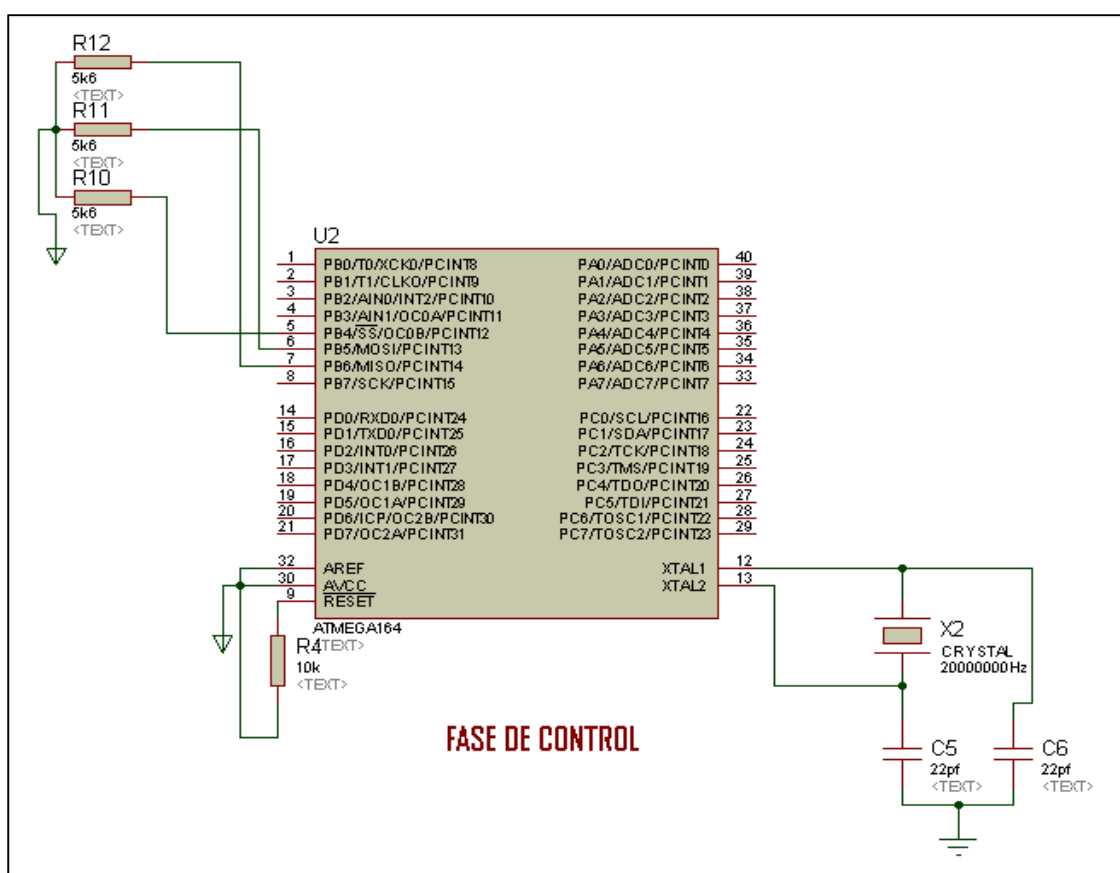 R12
5k6
<TEXT>
R11
5k6
<TEXT>
R10
5k6
<TEXT>
U2
1 PB0/T0/XCK0/PCINT8
2 PB1/T1/CLKO/PCINT9
3 PB2/AIN0/INT2/PCINT10
4 PB3/AIN1/OC0A/PCINT11
5 PB4/SS/OC0B/PCINT12
6 PB5/MOSI/PCINT13
7 PB6/MISO/PCINT14
8 PB7/SCK/PCINT15
14 PD0/RXD0/PCINT24
15 PD1/TXD0/PCINT25
16 PD2/INT0/PCINT26
17 PD3/INT1/PCINT27
18 PD4/OC1B/PCINT28
19 PD5/OC1A/PCINT29
20 PD6/ICP/OC2B/PCINT30
21 PD7/OC2A/PCINT31
32 AREF
30 AVCC
9 RESET
PA0/ADC0/PCINT0 40
PA1/ADC1/PCINT1 39
PA2/ADC2/PCINT2 38
PA3/ADC3/PCINT3 37
PA4/ADC4/PCINT4 36
PA5/ADC5/PCINT5 35
PA6/ADC6/PCINT6 34
PA7/ADC7/PCINT7 33
PC0/SCL/PCINT16 22
PC1/SDA/PCINT17 23
PC2/TCK/PCINT18 24
PC3/TMS/PCINT19 25
PC4/TDO/PCINT20 26
PC5/TDI/PCINT21 27
PC6/TOSC1/PCINT22 28
PC7/TOSC2/PCINT23 29
XTAL1 12
XTAL2 13
ATMEGA164
TEXT>
R4
10k
<TEXT>
X2
CRYSTAL
20000000Hz
FASE DE CONTROL
C5
22pf
<TEXT>
C6
22pf
<TEXT>